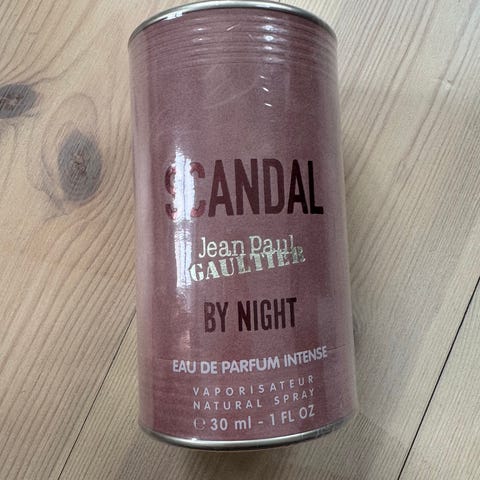 SCANDAL
Jean Paul
GAULTIER
BY NIGHT
EAU DE PARFUM INTENSE
VAPORISATEUR
NATURAL SPRAY
℮ 30 ml - 1 FL OZ